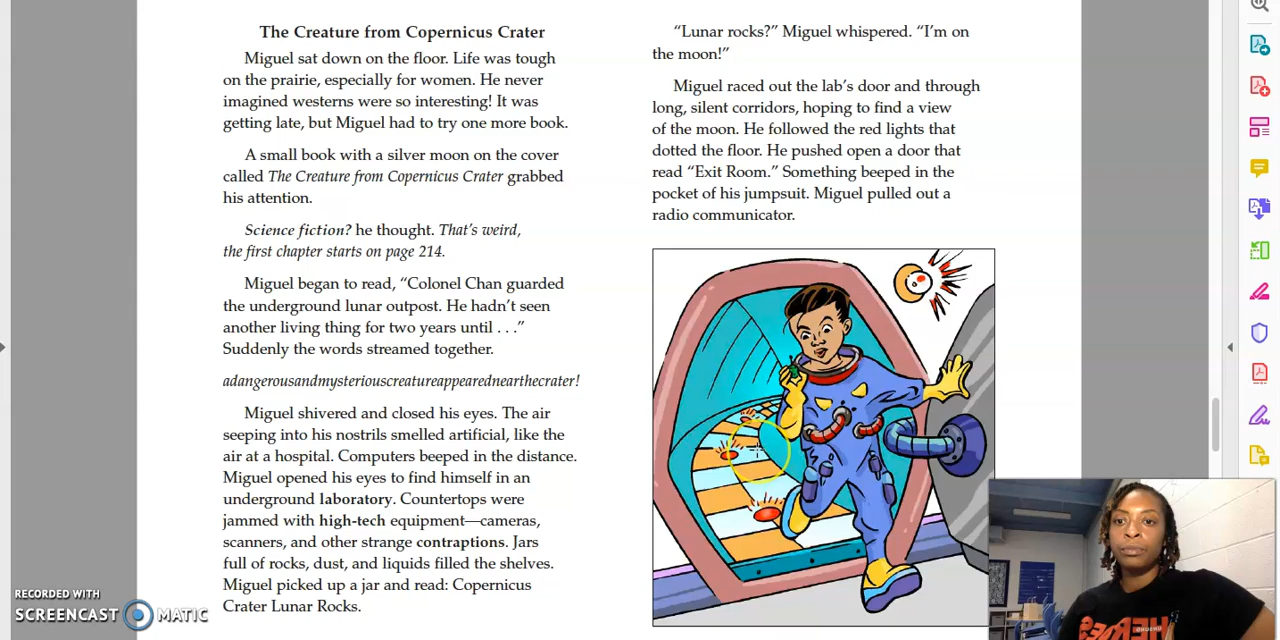 The Creature from Copernicus Crater
Miguel sat down on the floor. Life was tough
on the prairie, especially for women. He never
imagined westerns were so interesting! It was
getting late, but Miguel had to try one more book.
A small book with a silver moon on the cover
called The Creature from Copernicus Crater grabbed
his attention.
Science fiction? he thought. That's weird,
the first chapter starts on page 214.
Miguel began to read, “Colonel Chan guarded
the underground lunar outpost. He hadn't seen
another living thing for two years until . . .”
Suddenly the words streamed together.
adangerousandmysteriouscreatureappearednearthecrater!
Miguel shivered and closed his eyes. The air
seeping into his nostrils smelled artificial, like the
air at a hospital. Computers beeped in the distance.
Miguel opened his eyes to find himself in an
underground laboratory. Countertops were
jammed with high-tech equipment—cameras,
scanners, and other strange contraptions. Jars
full of rocks, dust, and liquids filled the shelves.
Miguel picked up a jar and read: Copernicus
Crater Lunar Rocks.
“Lunar rocks?” Miguel whispered. “I'm on
the moon!”
Miguel raced out the lab's door and through
long, silent corridors, hoping to find a view
of the moon. He followed the red lights that
dotted the floor. He pushed open a door that
read “Exit Room.” Something beeped in the
pocket of his jumpsuit. Miguel pulled out a
radio communicator.
RECORDED WITH
SCREENCAST MATIC